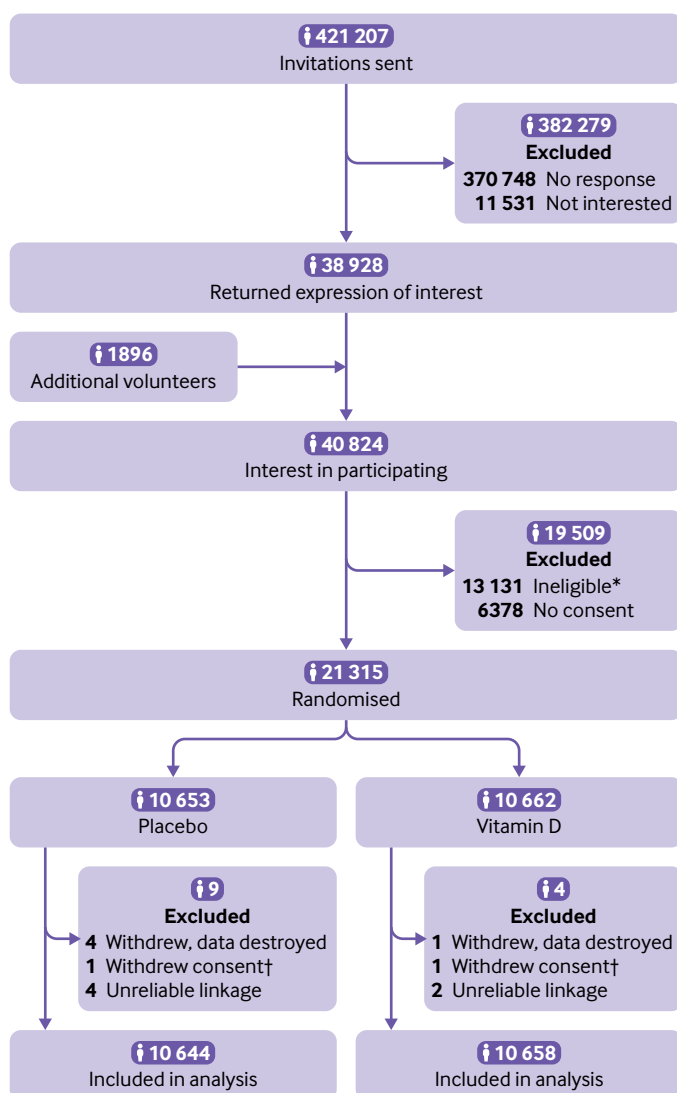 421 207
Invitations sent
382 279
Excluded
370 748 No response
11 531 Not interested
38 928
Returned expression of interest
1896
Additional volunteers
40 824
Interest in participating
19 509
Excluded
13 131 Ineligible*
6378 No consent
21 315
Randomised
10 653
Placebo
10 662
Vitamin D
9
Excluded
4 Withdrew, data destroyed
1 Withdrew consent†
4 Unreliable linkage
4
Excluded
1 Withdrew, data destroyed
1 Withdrew consent†
2 Unreliable linkage
10 644
Included in analysis
10 658
Included in analysis